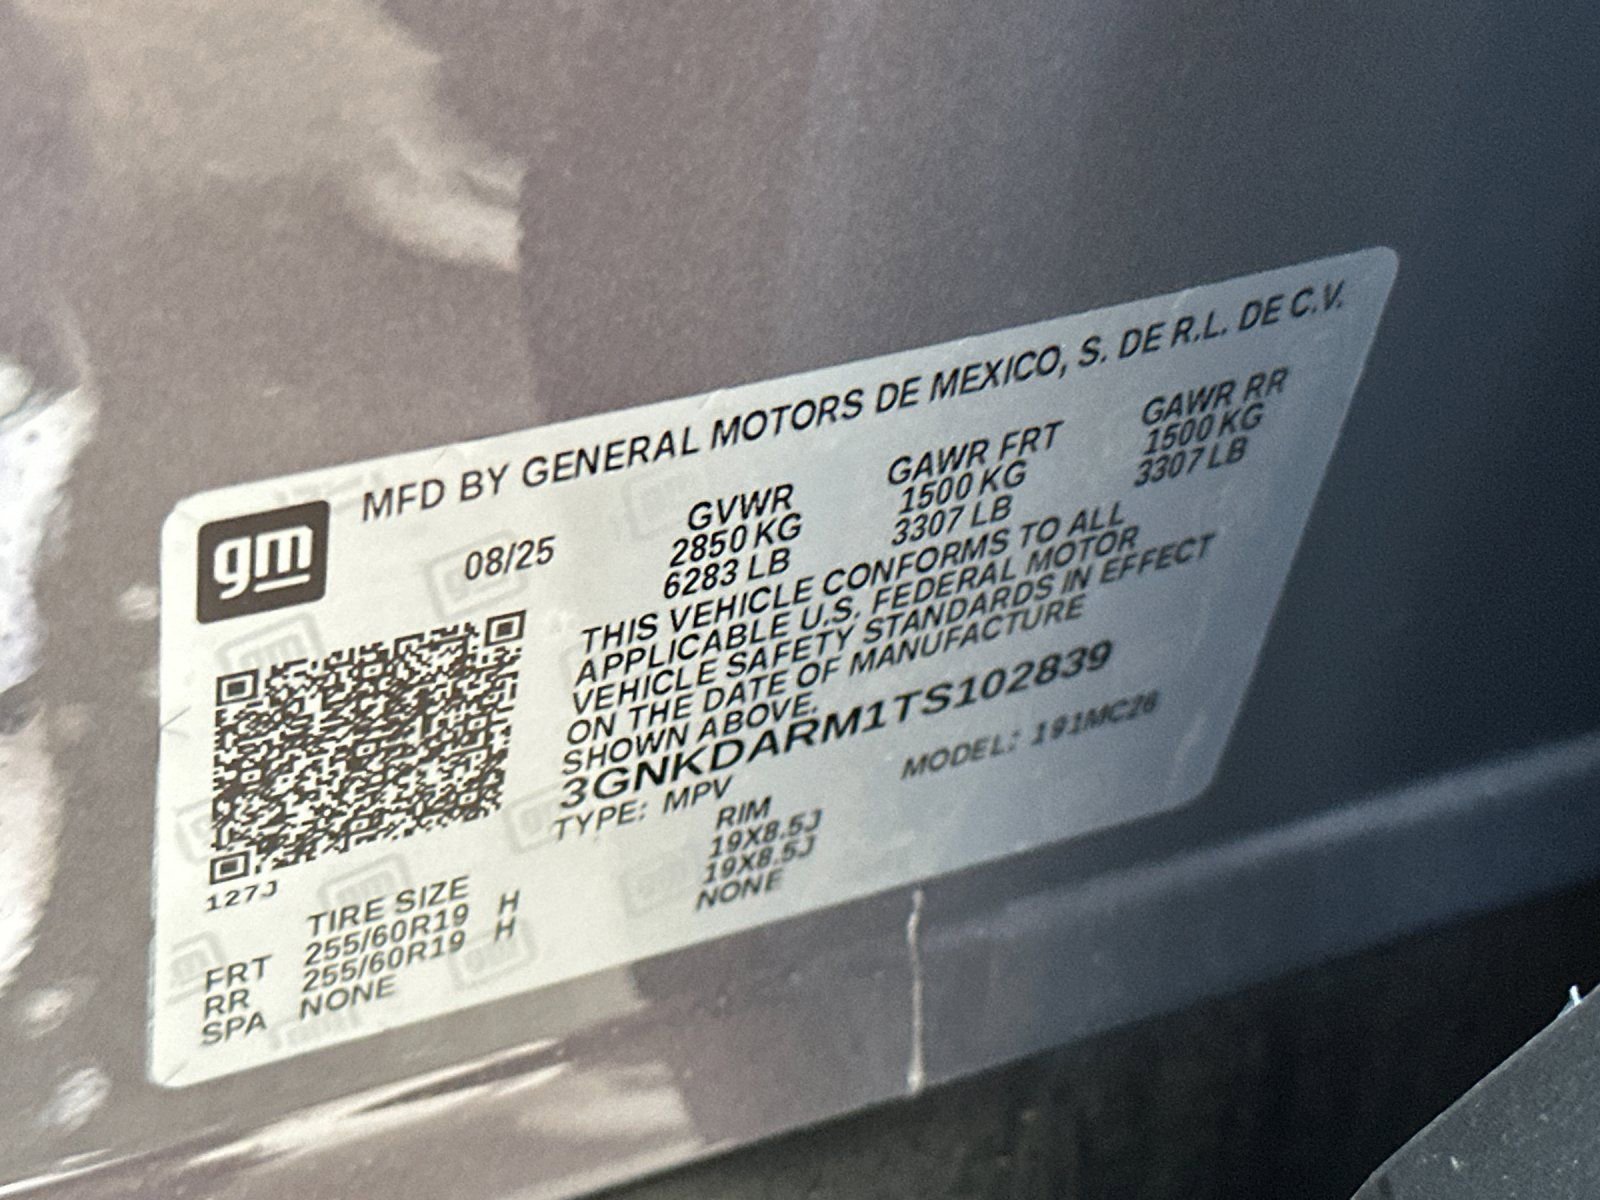 gm
MFD BY GENERAL MOTORS DE MEXICO, S. DE R.L. DE C.V.
08/25
GVWR GAWR FRT GAWR RR
2850 KG 1500 KG 1500 KG
6283 LB 3307 LB 3307 LB
THIS VEHICLE CONFORMS TO ALL
APPLICABLE U.S. FEDERAL MOTOR
VEHICLE SAFETY STANDARDS IN EFFECT
ON THE DATE OF MANUFACTURE
SHOWN ABOVE.
3GNKDARM1TS102839
TYPE: MPV MODEL: 191MC26
127J
TIRE SIZE RIM
FRT 255/60R19 H 19X8.5J
RR 255/60R19 H 19X8.5J
SPA NONE NONE